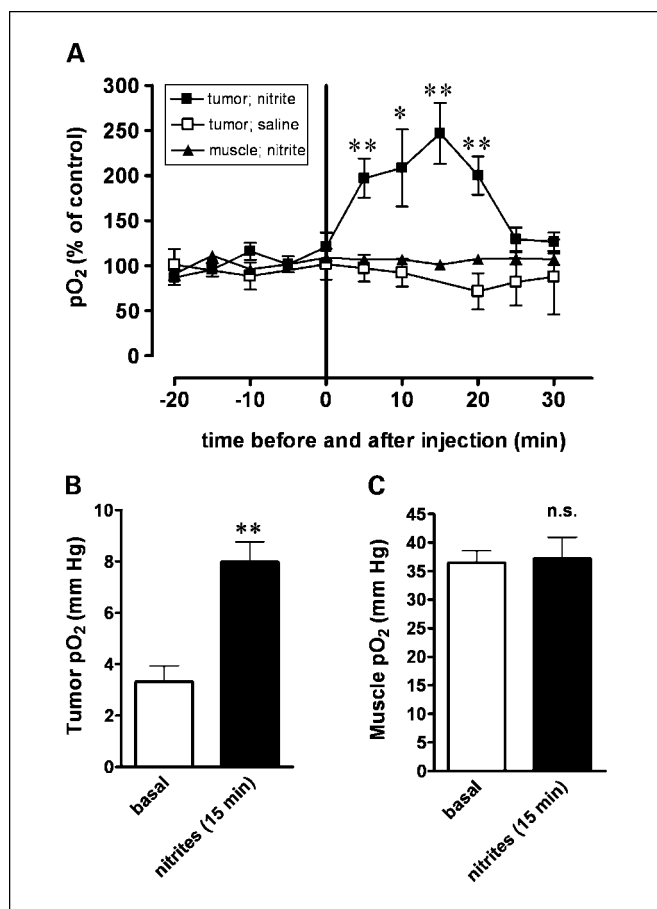 A
300
250
200
150
100
50
0
pO₂ (% of control)
tumor; nitrite
tumor; saline
muscle; nitrite
**
*
**
**
-20
-10
0
10
20
30
time before and after injection (min)
B
10
8
6
4
2
0
Tumor pO₂ (mm Hg)
**
basal
nitrites (15 min)
C
45
40
35
30
25
20
15
10
5
0
Muscle pO₂ (mm Hg)
n.s.
basal
nitrites (15 min)